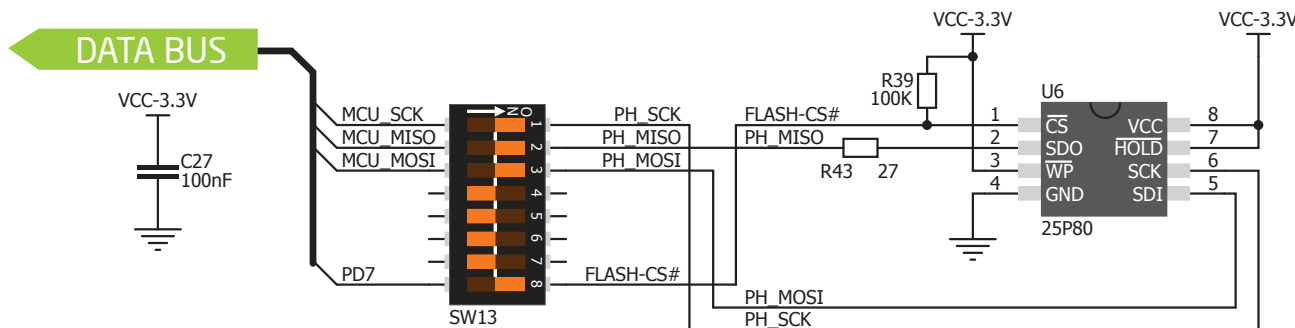 DATA BUS
VCC-3.3V
C27
100nF
MCU_SCK
MCU_MISO
MCU_MOSI
PD7
ON
1
2
3
4
5
6
7
8
SW13
PH_SCK
PH_MISO
PH_MOSI
FLASH-CS#
VCC-3.3V
R39
100K
FLASH-CS#
PH_MISO
R43 27
PH_MOSI
PH_SCK
VCC-3.3V
U6
1 CS VCC 8
2 SDO HOLD 7
3 WP SCK 6
4 GND SDI 5
25P80